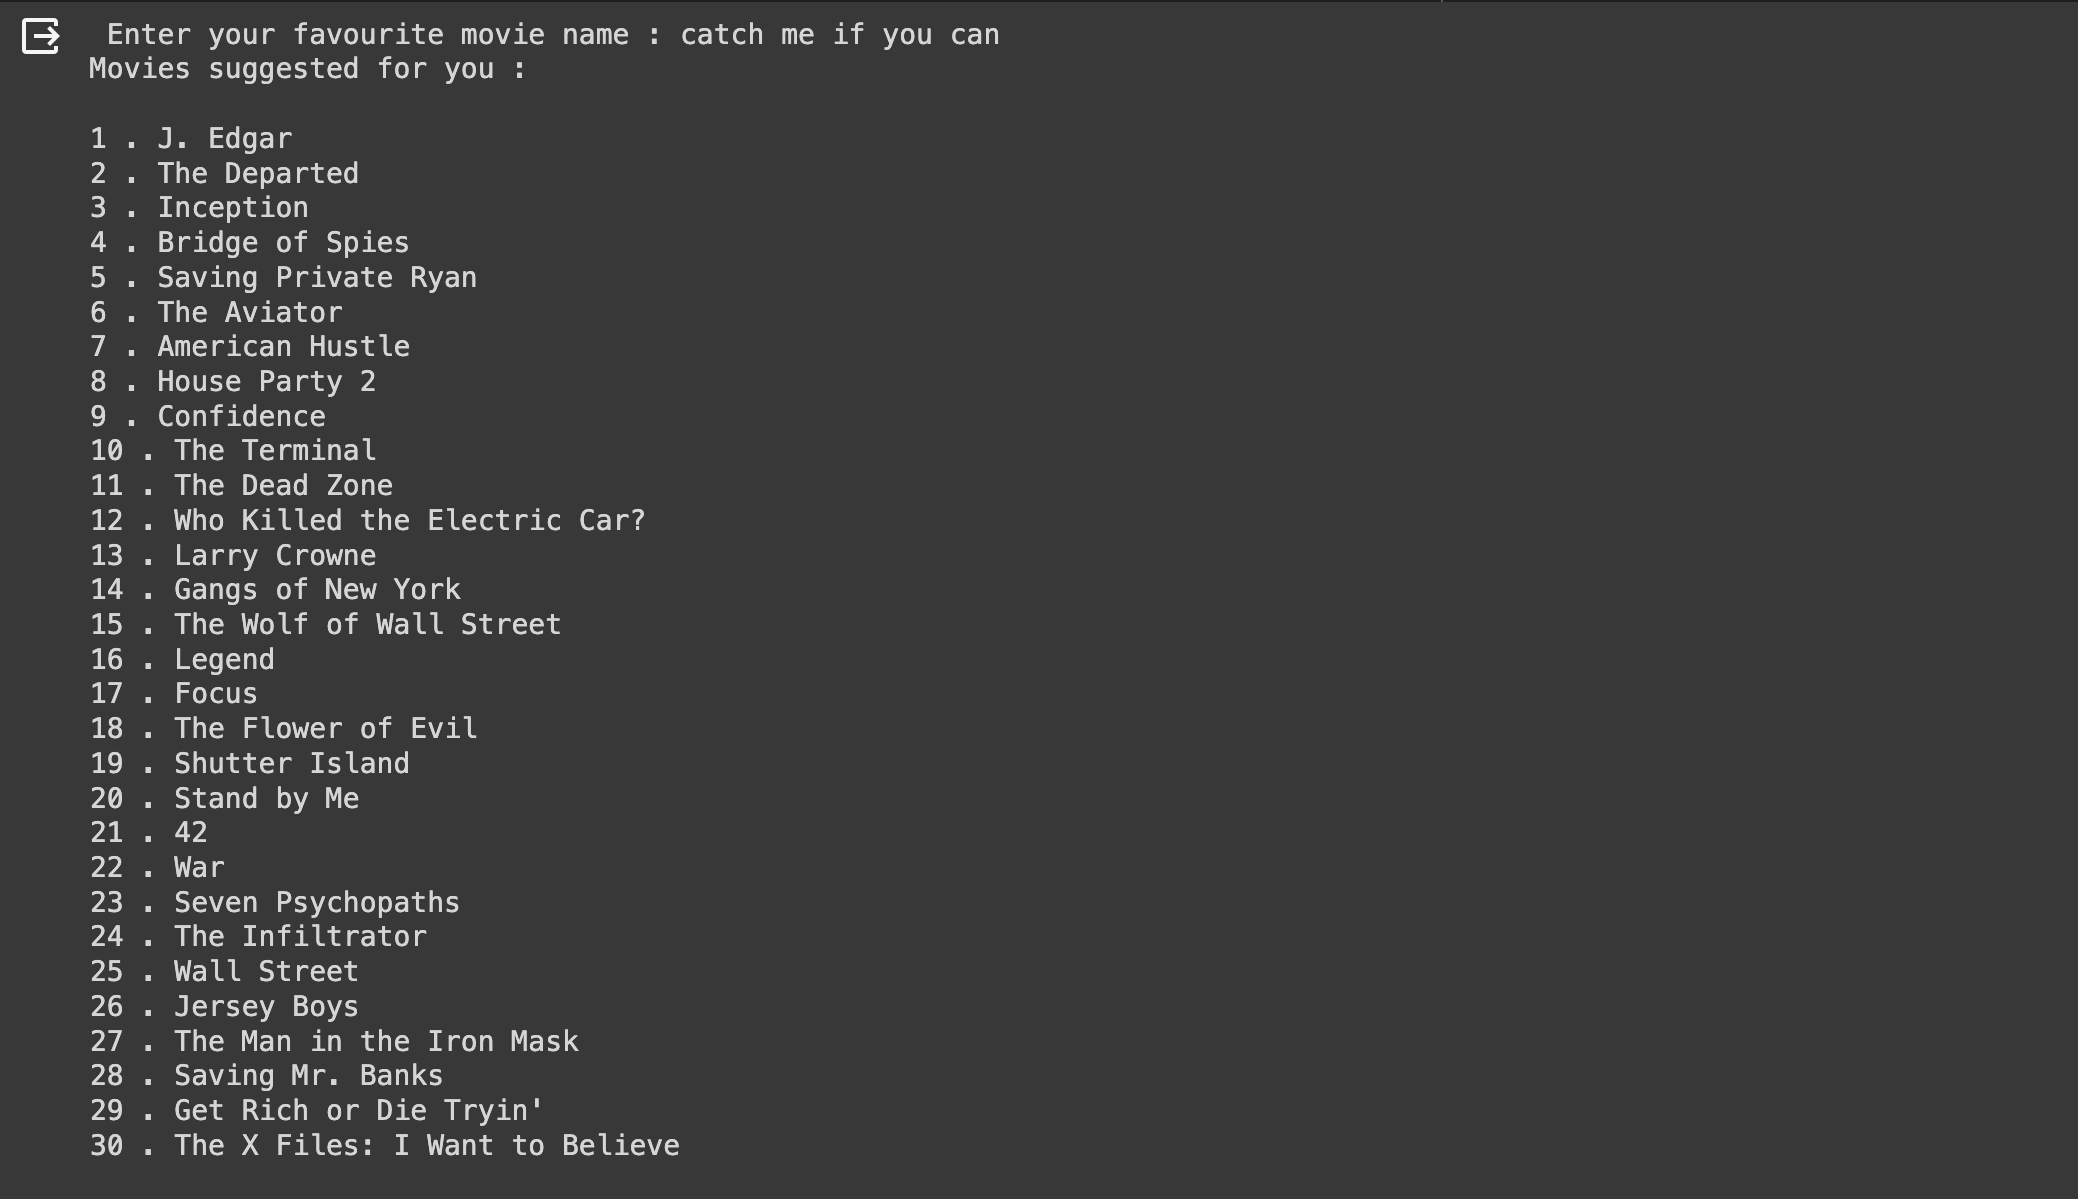 Enter your favourite movie name : catch me if you can
Movies suggested for you :
1 . J. Edgar
2 . The Departed
3 . Inception
4 . Bridge of Spies
5 . Saving Private Ryan
6 . The Aviator
7 . American Hustle
8 . House Party 2
9 . Confidence
10 . The Terminal
11 . The Dead Zone
12 . Who Killed the Electric Car?
13 . Larry Crowne
14 . Gangs of New York
15 . The Wolf of Wall Street
16 . Legend
17 . Focus
18 . The Flower of Evil
19 . Shutter Island
20 . Stand by Me
21 . 42
22 . War
23 . Seven Psychopaths
24 . The Infiltrator
25 . Wall Street
26 . Jersey Boys
27 . The Man in the Iron Mask
28 . Saving Mr. Banks
29 . Get Rich or Die Tryin'
30 . The X Files: I Want to Believe